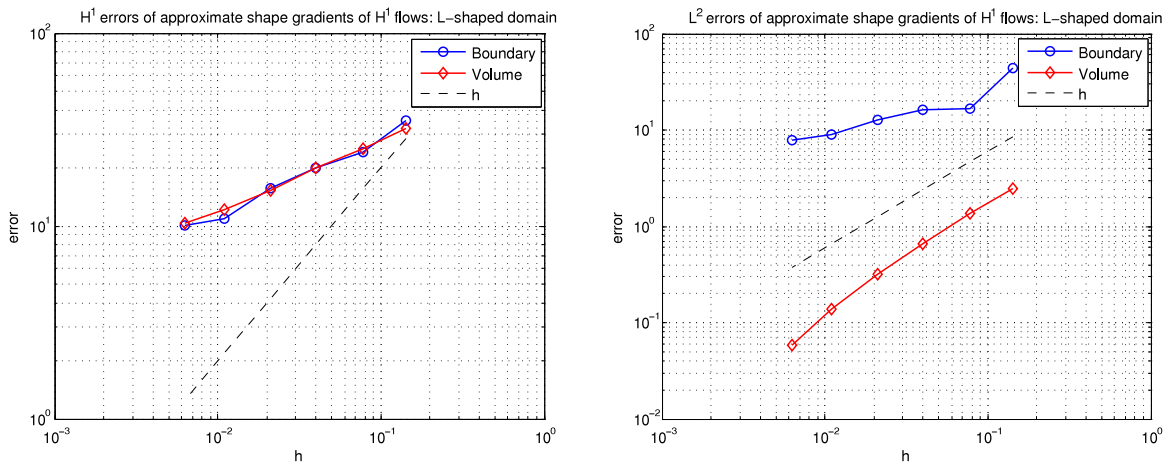 H¹ errors of approximate shape gradients of H¹ flows: L−shaped domain
10²
10¹
10⁰
error
10⁻³
10⁻²
10⁻¹
10⁰
h
Boundary
Volume
h
L² errors of approximate shape gradients of H¹ flows: L−shaped domain
10²
10¹
10⁰
10⁻¹
10⁻²
error
10⁻³
10⁻²
10⁻¹
10⁰
h
Boundary
Volume
h